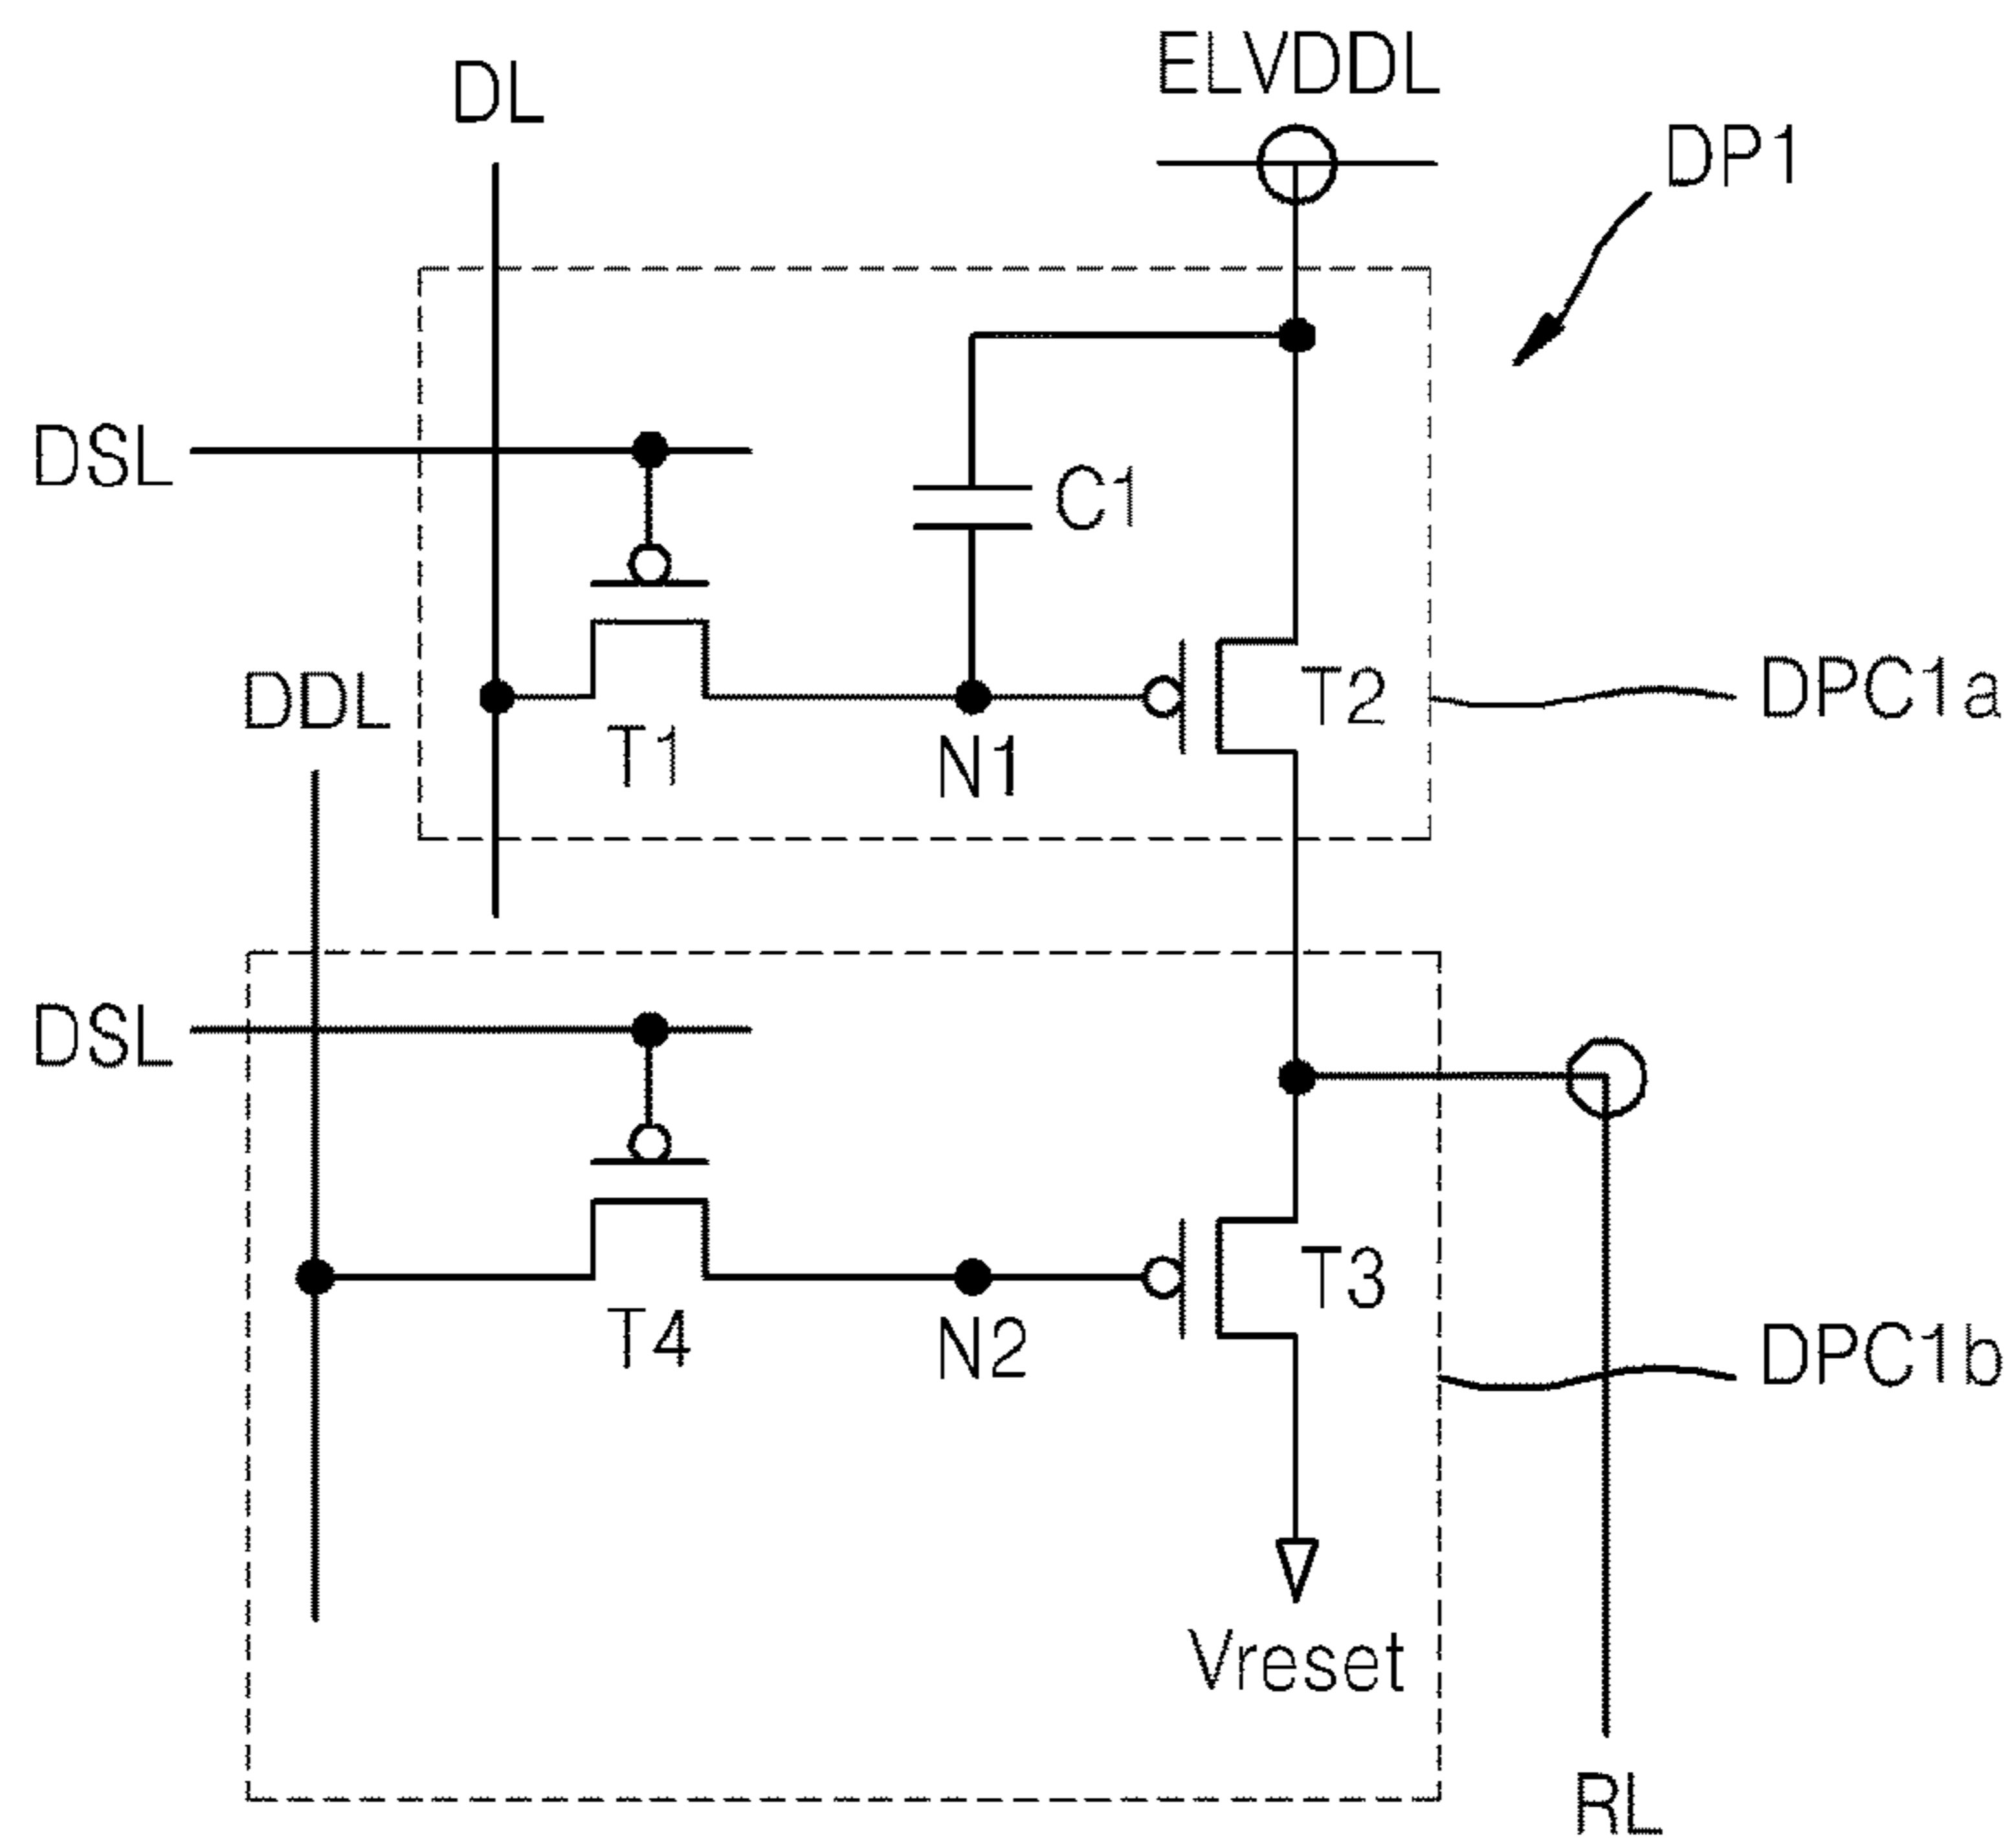 ELVDDL
DL
DP1
DSL
C1
DDL
T1
N1
T2
DPC1a
DSL
T4
N2
T3
DPC1b
Vreset
RL